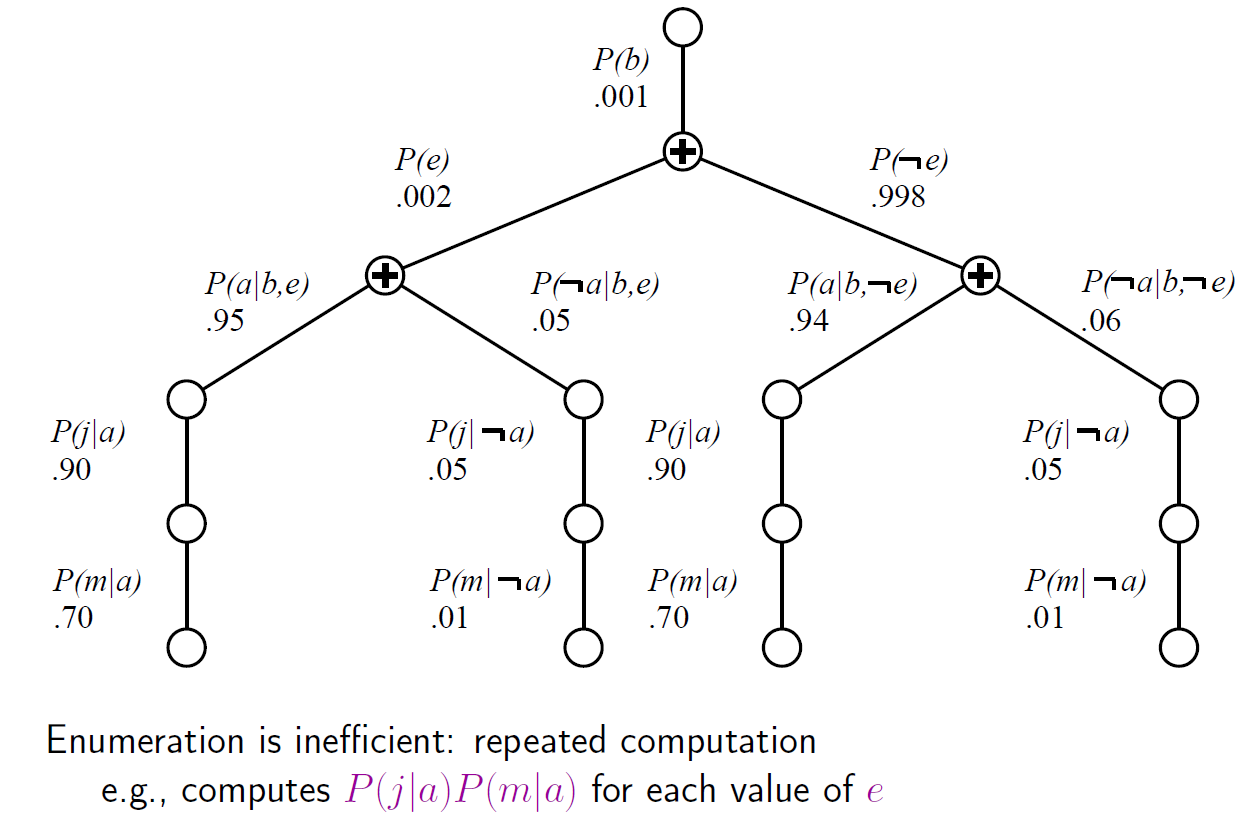 P(b)
.001
P(e)
.002
P(¬e)
.998
P(a|b,e)
.95
P(¬a|b,e)
.05
P(a|b,¬e)
.94
P(¬a|b,¬e)
.06
P(j|a)
.90
P(j|¬a)
.05
P(j|a)
.90
P(j|¬a)
.05
P(m|a)
.70
P(m|¬a)
.01
P(m|a)
.70
P(m|¬a)
.01
Enumeration is inefficient: repeated computation
e.g., computes P(j|a)P(m|a) for each value of e